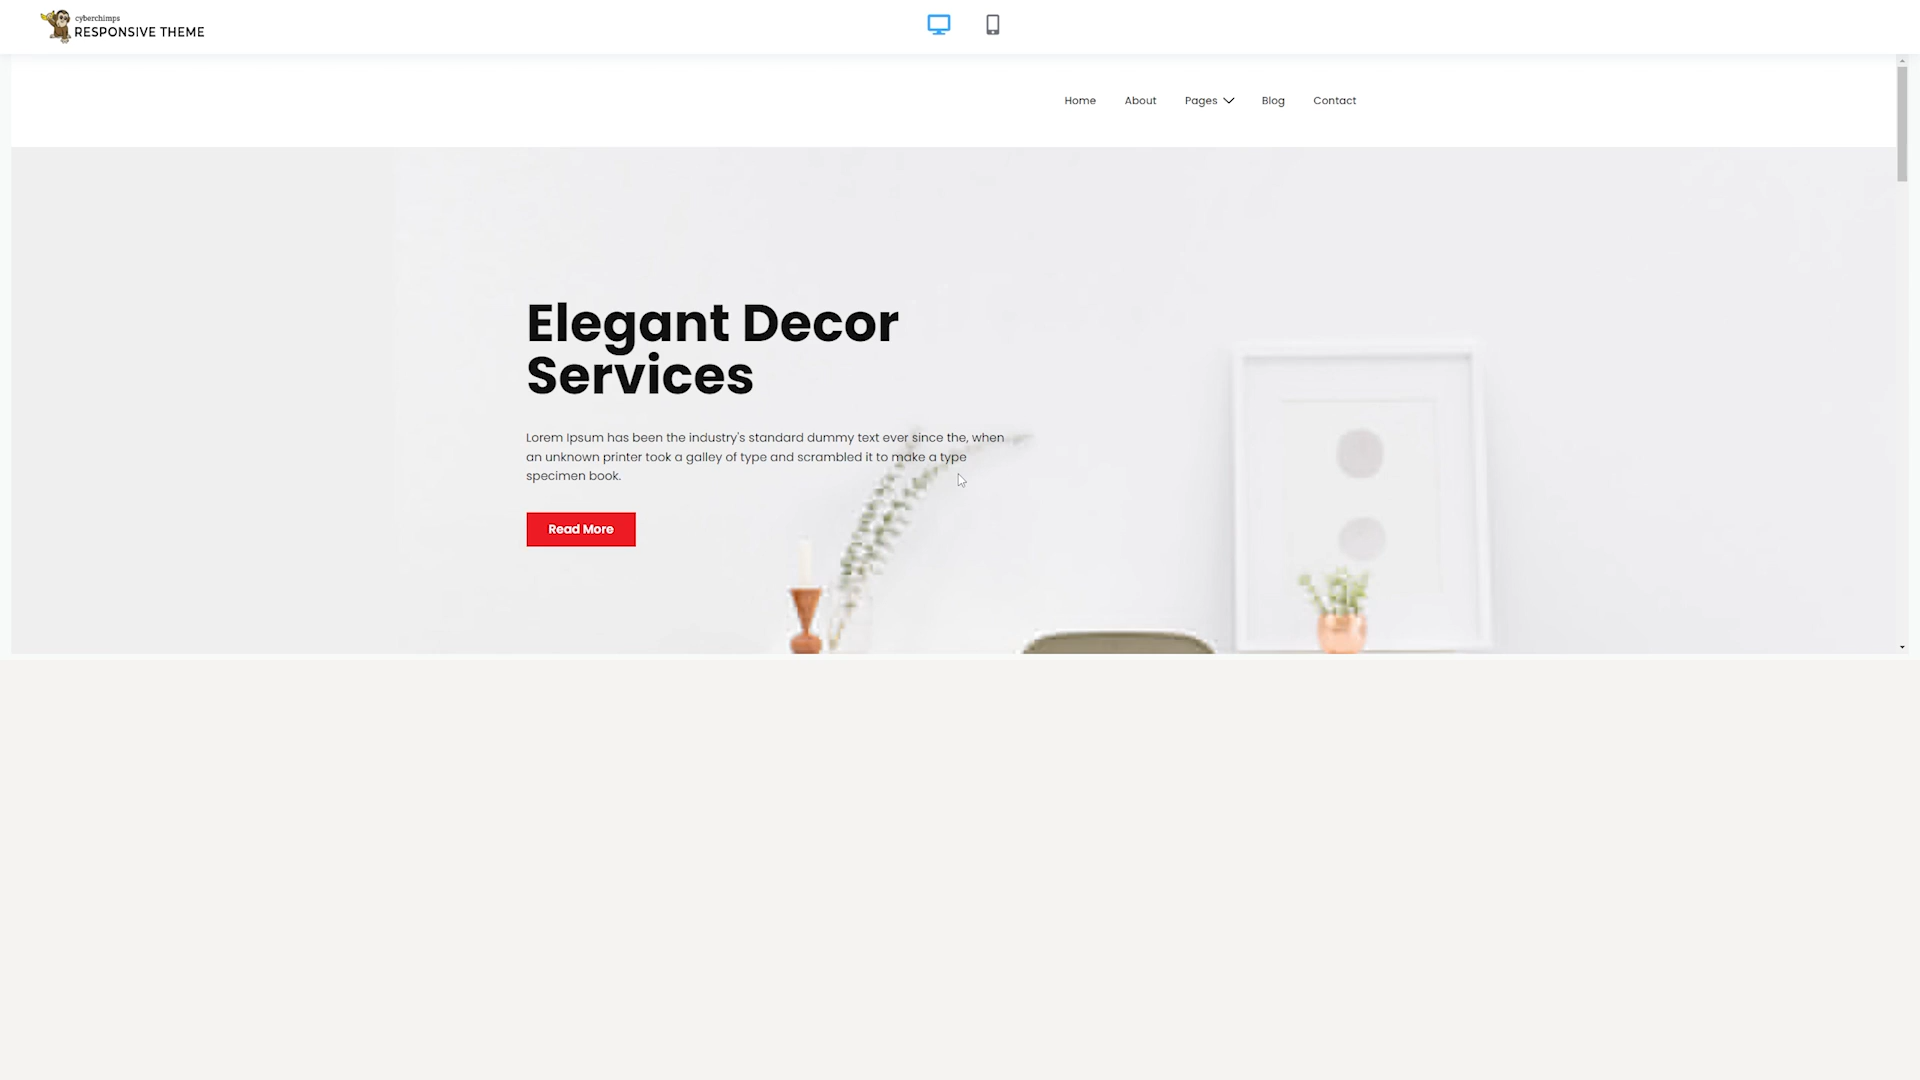 cyberchimps
RESPONSIVE THEME
Home About Pages Blog Contact
Elegant Decor
Services
Lorem Ipsum has been the industry's standard dummy text ever since the, when
an unknown printer took a galley of type and scrambled it to make a type
specimen book.
Read More